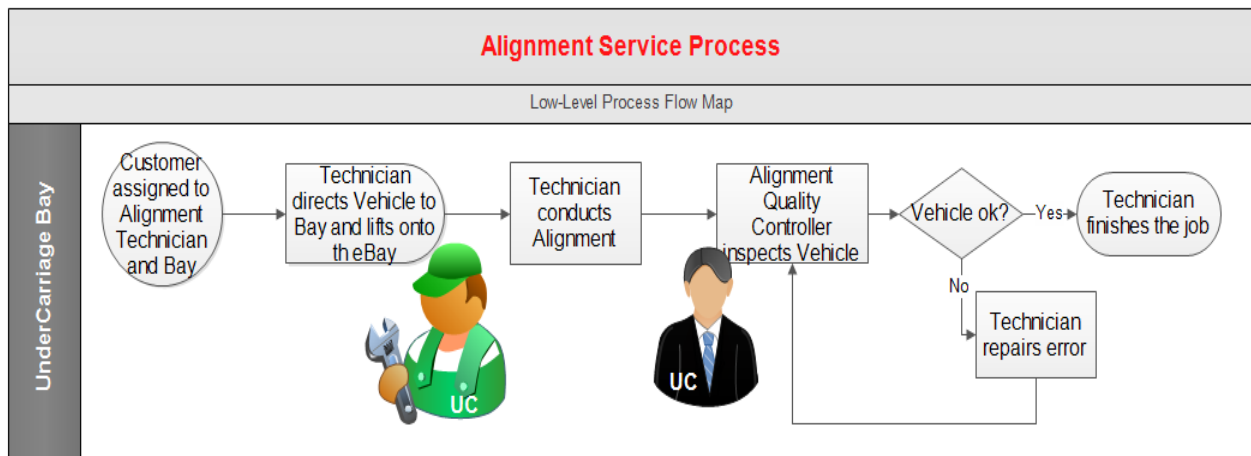 Alignment Service Process
Low-Level Process Flow Map
UnderCarriage Bay
Customer
assigned to
Alignment
Technician
and Bay
Technician
directs Vehicle to
Bay and lifts onto
th eBay
Technician
conducts
Alignment
Alignment
Quality
Controller
inspects Vehicle
Vehicle ok?
Yes
Technician
finishes the job
No
Technician
repairs error
UC
UC